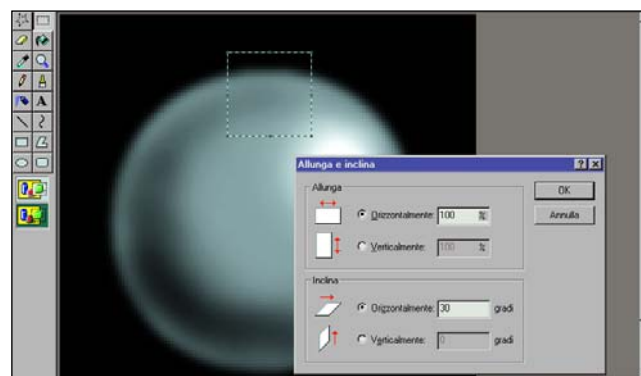 A
Allunga e inclina
Allunga
Orizzontalmente: 100 %
Verticalmente: 100 %
Inclina
Orizzontalmente: 30 gradi
Verticalmente: 0 gradi
OK
Annulla